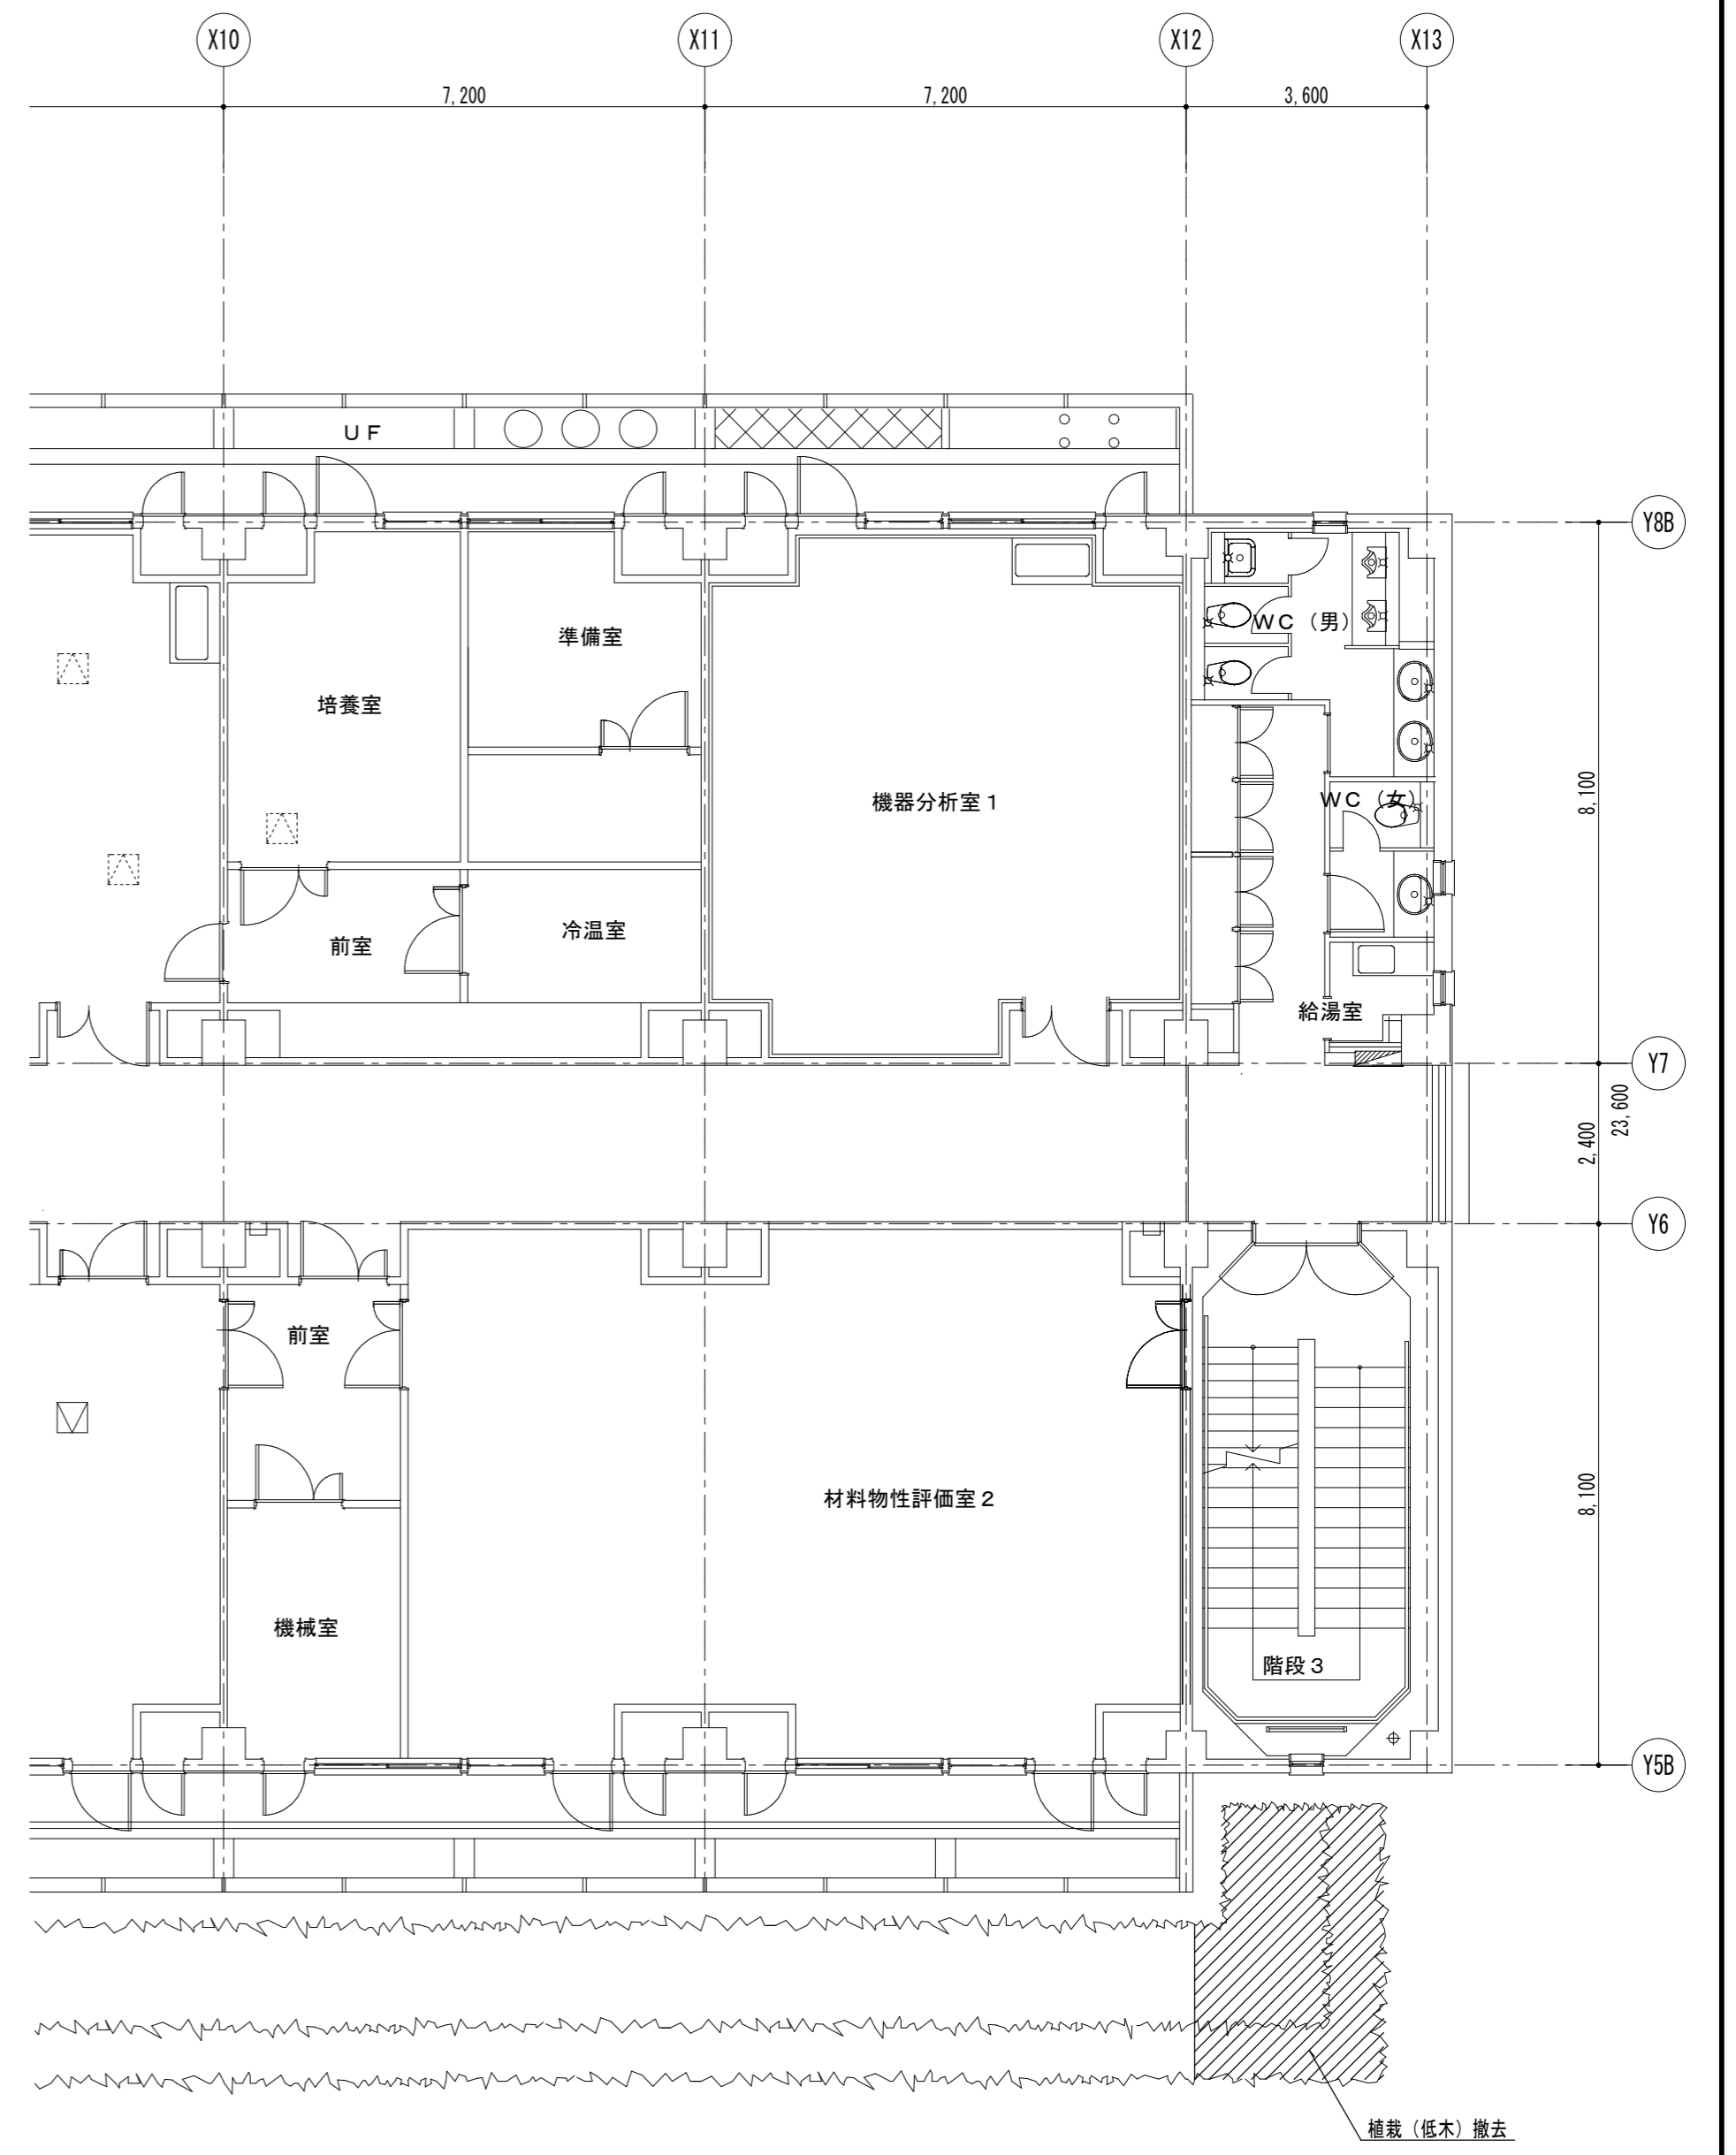 X10
X11
X12
X13
7,200
7,200
3,600
UF
Y8B
準備室
WC(男)
培養室
機器分析室1
WC(女)
8,100
前室
冷温室
給湯室
Y7
2,400
23,600
Y6
前室
材料物性評価室2
8,100
機械室
階段3
Y5B
植栽(低木)撤去